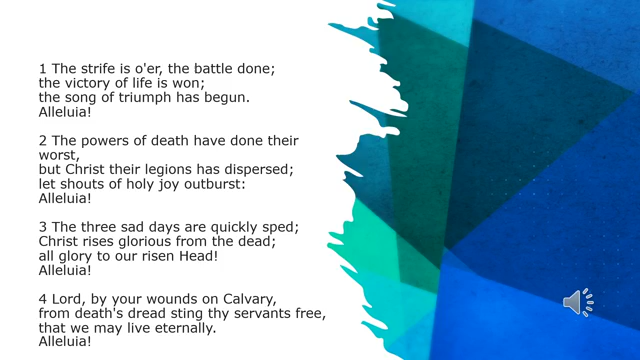 1 The strife is o'er, the battle done;
the victory of life is won;
the song of triumph has begun.
Alleluia!
2 The powers of death have done their
worst,
but Christ their legions has dispersed;
let shouts of holy joy outburst:
Alleluia!
3 The three sad days are quickly sped;
Christ rises glorious from the dead;
all glory to our risen Head!
Alleluia!
4 Lord, by your wounds on Calvary,
from death's dread sting thy servants free,
that we may live eternally.
Alleluia!